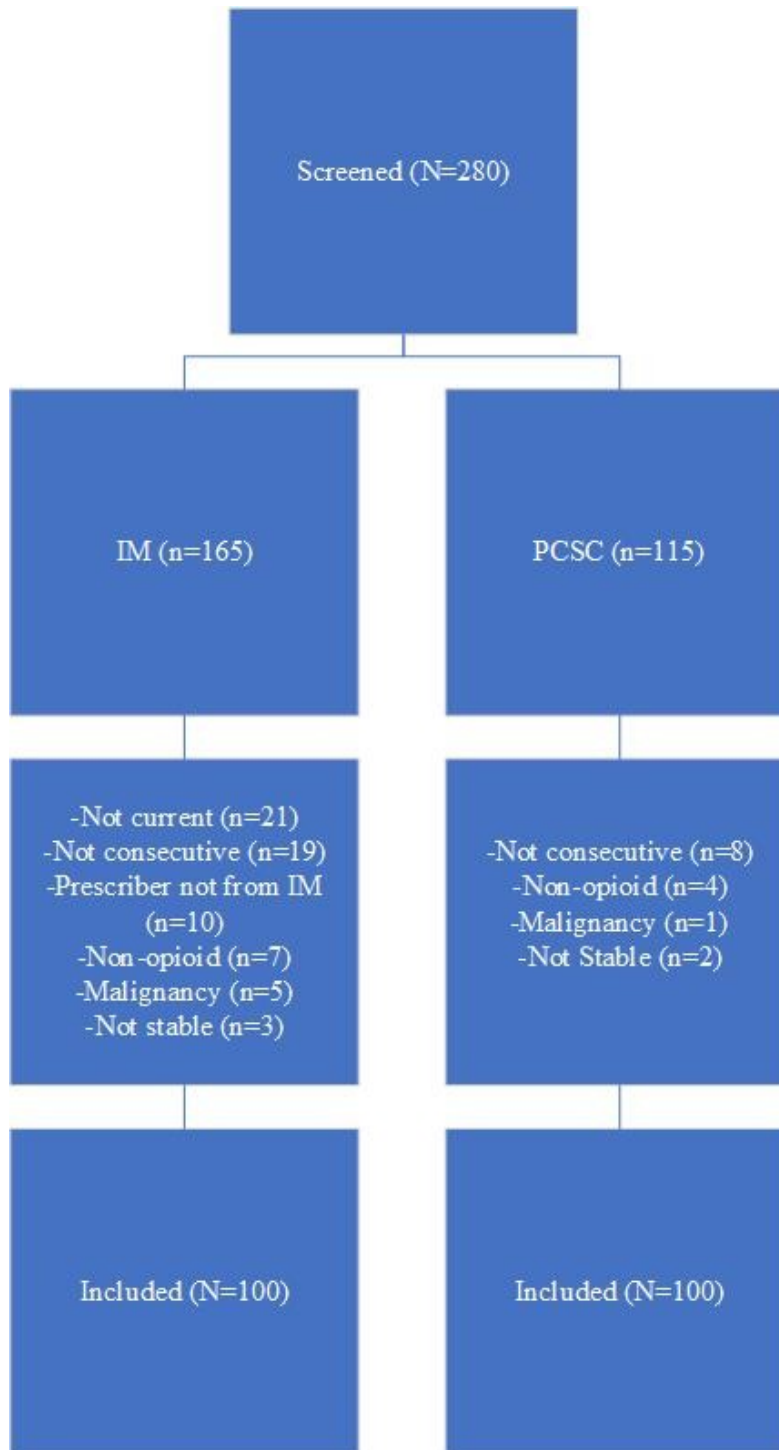 Screened (N=280)
IM (n=165)
PCSC (n=115)
-Not current (n=21)
-Not consecutive (n=19)
-Prescriber not from IM
(n=10)
-Non-opioid (n=7)
-Malignancy (n=5)
-Not stable (n=3)
-Not consecutive (n=8)
-Non-opioid (n=4)
-Malignancy (n=1)
-Not Stable (n=2)
Included (N=100)
Included (N=100)